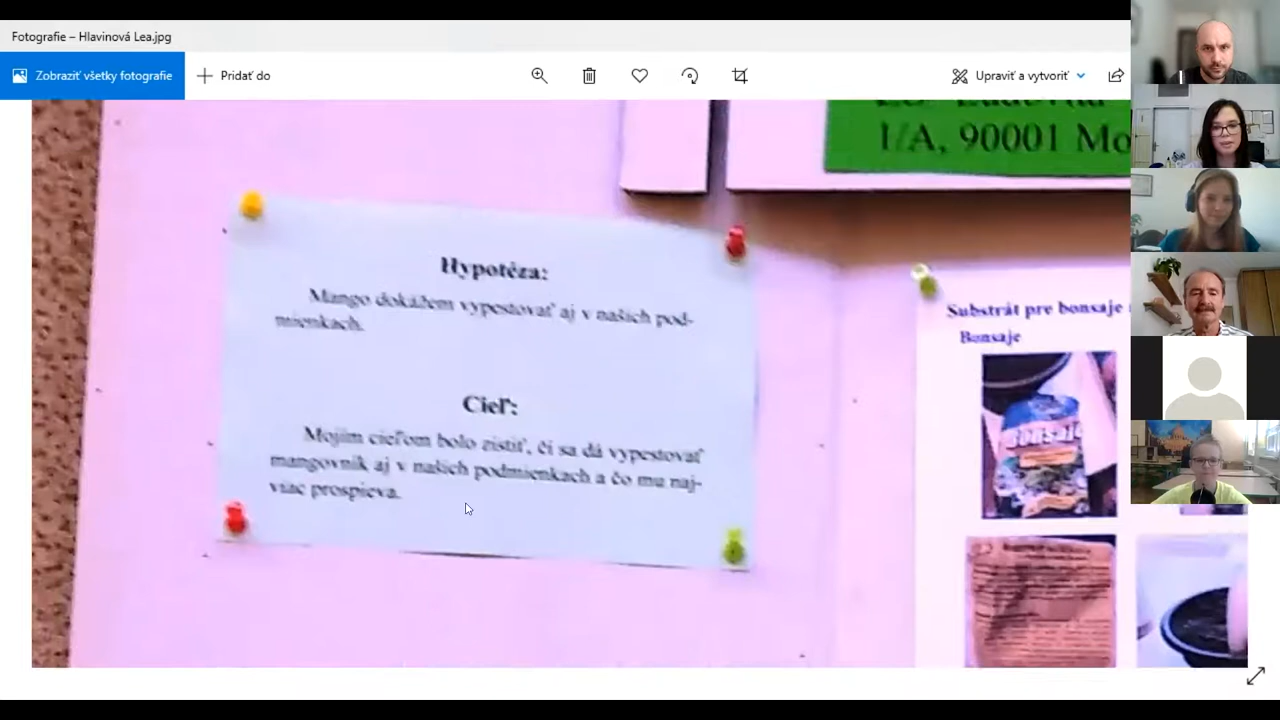 Fotografie – Hlavinová Lea.jpg
Zobraziť všetky fotografie
Pridať do
Upraviť a vytvoriť
1/A, 90001 Mo
Hypotéza:
Mango dokážem vypestovať aj v našich pod-
mienkach.
Cieľ:
Mojím cieľom bolo zistiť, či sa dá vypestovať
mangovník aj v našich podmienkach a čo mu naj-
viac prospieva.
Substrát pre bonsaje
Bonsaje
Bonsaje